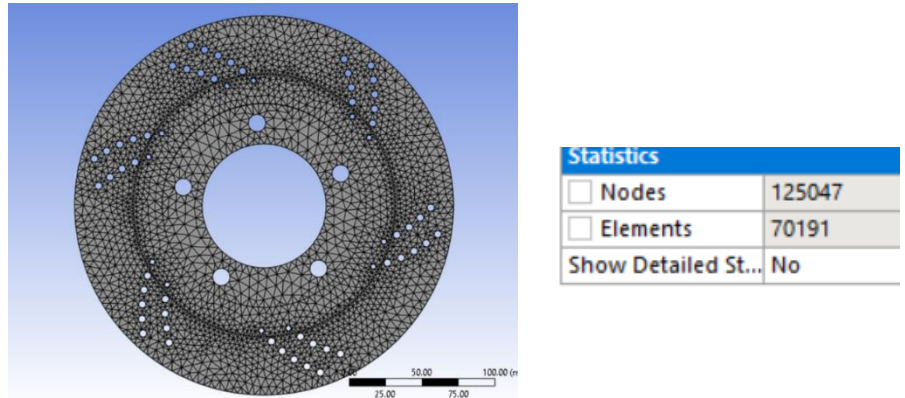 50.00 100.00 (m
25.00 75.00
Statistics
Nodes 125047
Elements 70191
Show Detailed St... No